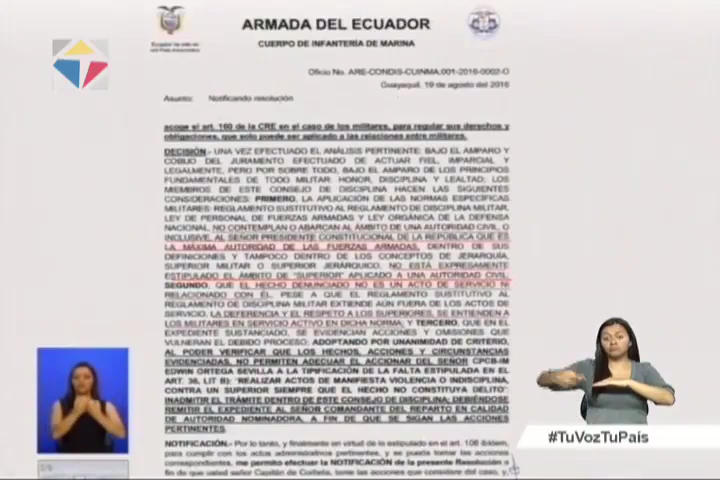 ARMADA DEL ECUADOR
CUERPO DE INFANTERÍA DE MARINA
Oficio No. ARE-CONDIS-CUINMA.001-2016-0002-O
Guayaquil, 19 de agosto del 2016
Asunto: Notificando resolución
acoge el art. 160 de la CRE en el caso de los militares, para regular sus derechos y
obligaciones, que solo puede ser aplicado a las relaciones entre militares.
DECISIÓN.- UNA VEZ EFECTUADO EL ANÁLISIS PERTINENTE: BAJO EL AMPARO Y
COBIJO DEL JURAMENTO EFECTUADO DE ACTUAR FIEL, IMPARCIAL Y
LEGALMENTE, PERO POR SOBRE TODO, BAJO EL AMPARO DE LOS PRINCIPIOS
FUNDAMENTALES DE TODO MILITAR: HONOR, DISCIPLINA Y LEALTAD; LOS
MIEMBROS DE ESTE CONSEJO DE DISCIPLINA HACEN LAS SIGUIENTES
CONSIDERACIONES: PRIMERO, LA APLICACIÓN DE LAS NORMAS ESPECÍFICAS
MILITARES: REGLAMENTO SUSTITUTIVO AL REGLAMENTO DE DISCIPLINA MILITAR,
LEY DE PERSONAL DE FUERZAS ARMADAS Y LEY ORGÁNICA DE LA DEFENSA
NACIONAL, NO CONTEMPLAN O ABARCAN AL ÁMBITO DE UNA AUTORIDAD CIVIL, O
INCLUSIVE, AL SEÑOR PRESIDENTE CONSTITUCIONAL DE LA REPÚBLICA QUE ES
LA MÁXIMA AUTORIDAD DE LAS FUERZAS ARMADAS, DENTRO DE SUS
DEFINICIONES Y TAMPOCO DENTRO DE LOS CONCEPTOS DE JERARQUÍA,
SUPERIOR MILITAR O SUPERIOR JERÁRQUICO. NO ESTÁ EXPRESAMENTE
ESTIPULADO EL ÁMBITO DE "SUPERIOR" APLICADO A UNA AUTORIDAD CIVIL.
SEGUNDO, QUE EL HECHO DENUNCIADO NO ES UN ACTO DE SERVICIO NI
RELACIONADO CON ÉL, PESE A QUE EL REGLAMENTO SUSTITUTIVO AL
REGLAMENTO DE DISCIPLINA MILITAR EXTIENDE AÚN FUERA DE LOS ACTOS DE
SERVICIO, LA DEFERENCIA Y EL RESPETO A LOS SUPERIORES, SE ENTIENDEN A
LOS MILITARES EN SERVICIO ACTIVO EN DICHA NORMA; Y TERCERO, QUE EN EL
EXPEDIENTE SUSTANCIADO, SE EVIDENCIAN ACCIONES Y OMISIONES QUE
VULNERAN EL DEBIDO PROCESO; ADOPTANDO POR UNANIMIDAD DE CRITERIO,
AL PODER VERIFICAR QUE LOS HECHOS, ACCIONES Y CIRCUNSTANCIAS
EVIDENCIADAS, NO PERMITEN ADECUAR EL ACCIONAR DEL SEÑOR CPCB-IM
EDWIN ORTEGA SEVILLA A LA TIPIFICACIÓN DE LA FALTA ESTIPULADA EN EL
ART. 36, LIT B): "REALIZAR ACTOS DE MANIFIESTA VIOLENCIA O INDISCIPLINA,
CONTRA UN SUPERIOR SIEMPRE QUE EL HECHO NO CONSTITUYA DELITO";
INADMITIR EL TRÁMITE DENTRO DE ESTE CONSEJO DE DISCIPLINA; DEBIÉNDOSE
REMITIR EL EXPEDIENTE AL SEÑOR COMANDANTE DEL REPARTO EN CALIDAD
DE AUTORIDAD NOMINADORA, A FIN DE QUE SE SIGAN LAS ACCIONES
PERTINENTES.
NOTIFICACIÓN.- Por lo tanto, y finalmente en virtud de lo estipulado en el art. 106 ibídem,
para cumplir con los actos administrativos pertinentes, y se pueda tomar las acciones
correspondientes, me permito efectuar la NOTIFICACIÓN de la presente Resolución a
fin de que usted señor Capitán de Corbeta, tome las acciones que considere del caso, y,
#TuVozTuPaís